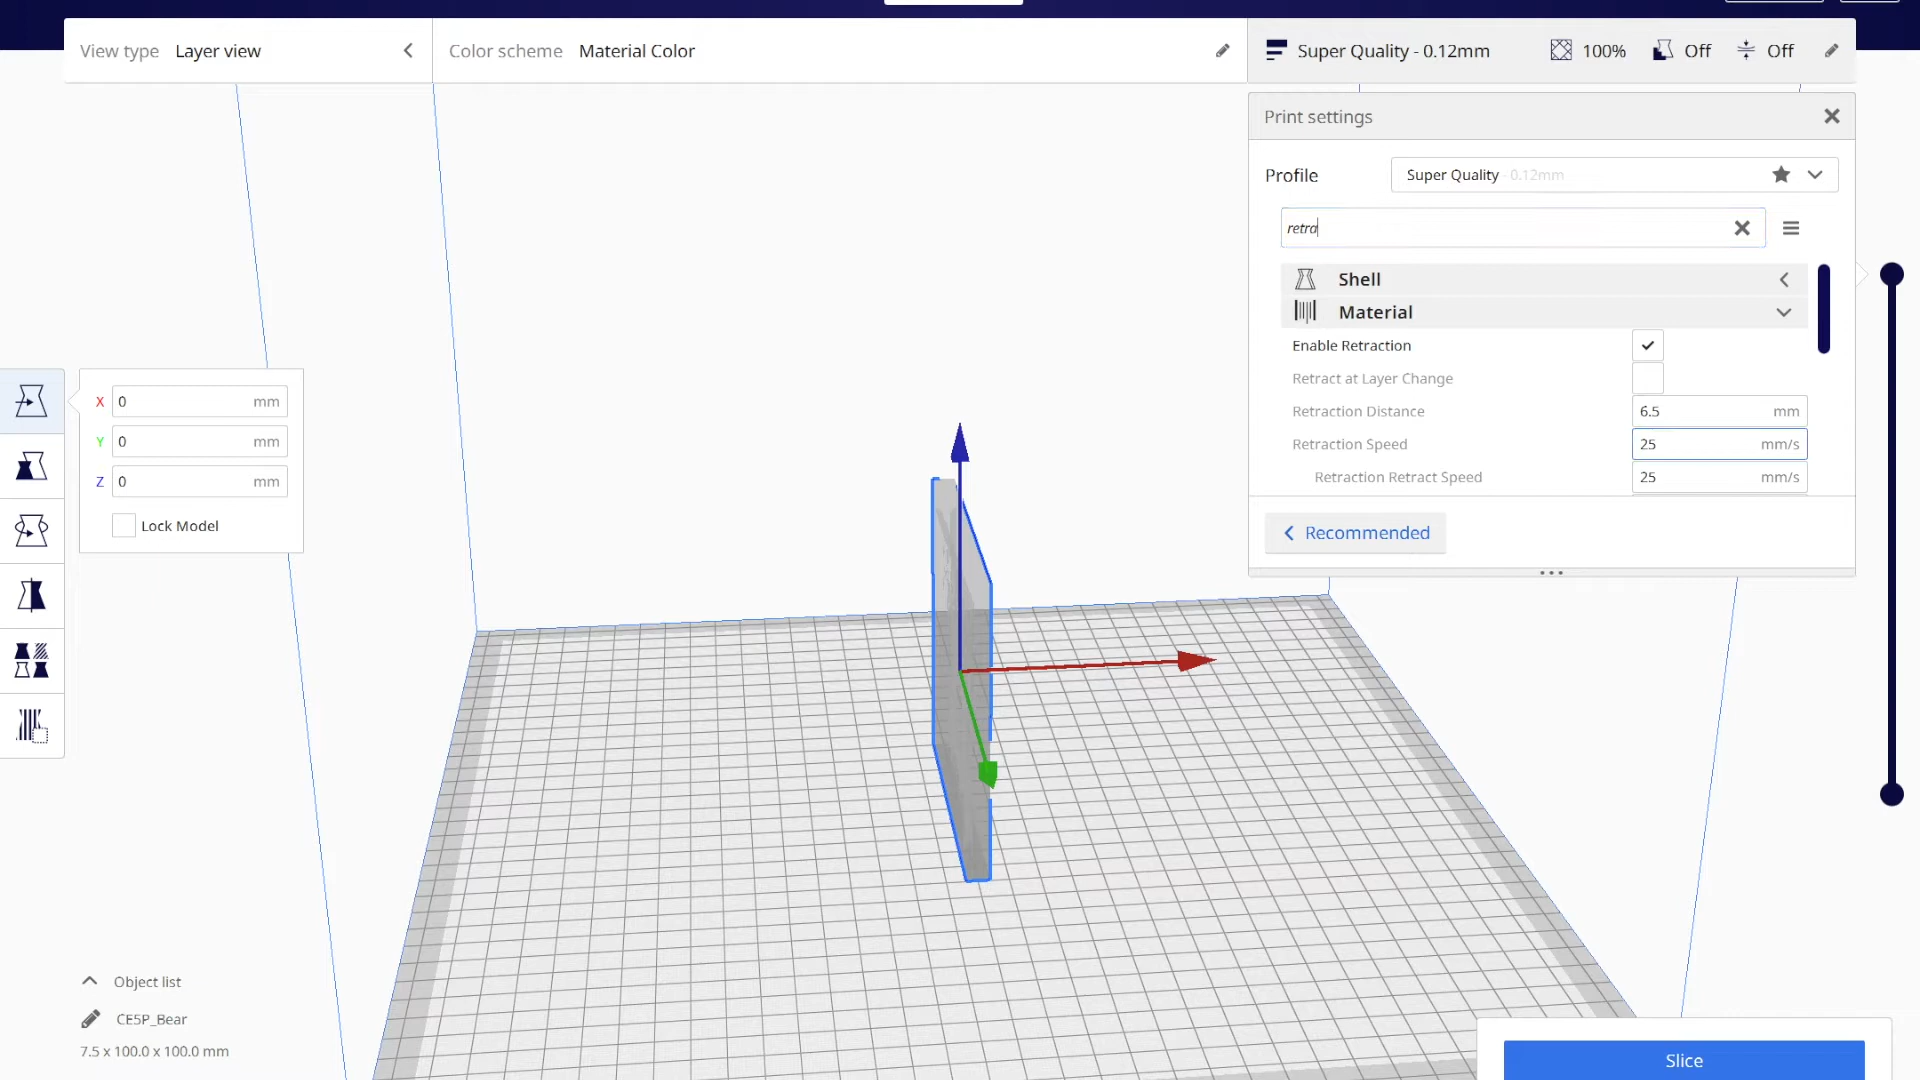 View type Layer view
Color scheme Material Color
Super Quality - 0.12mm 100% Off Off
Print settings
Profile Super Quality - 0.12mm
retra
Shell
Material
Enable Retraction
Retract at Layer Change
Retraction Distance 6.5 mm
Retraction Speed 25 mm/s
Retraction Retract Speed 25 mm/s
Recommended
X 0 mm
Y 0 mm
Z 0 mm
Lock Model
Object list
CE5P_Bear
7.5 x 100.0 x 100.0 mm
Slice